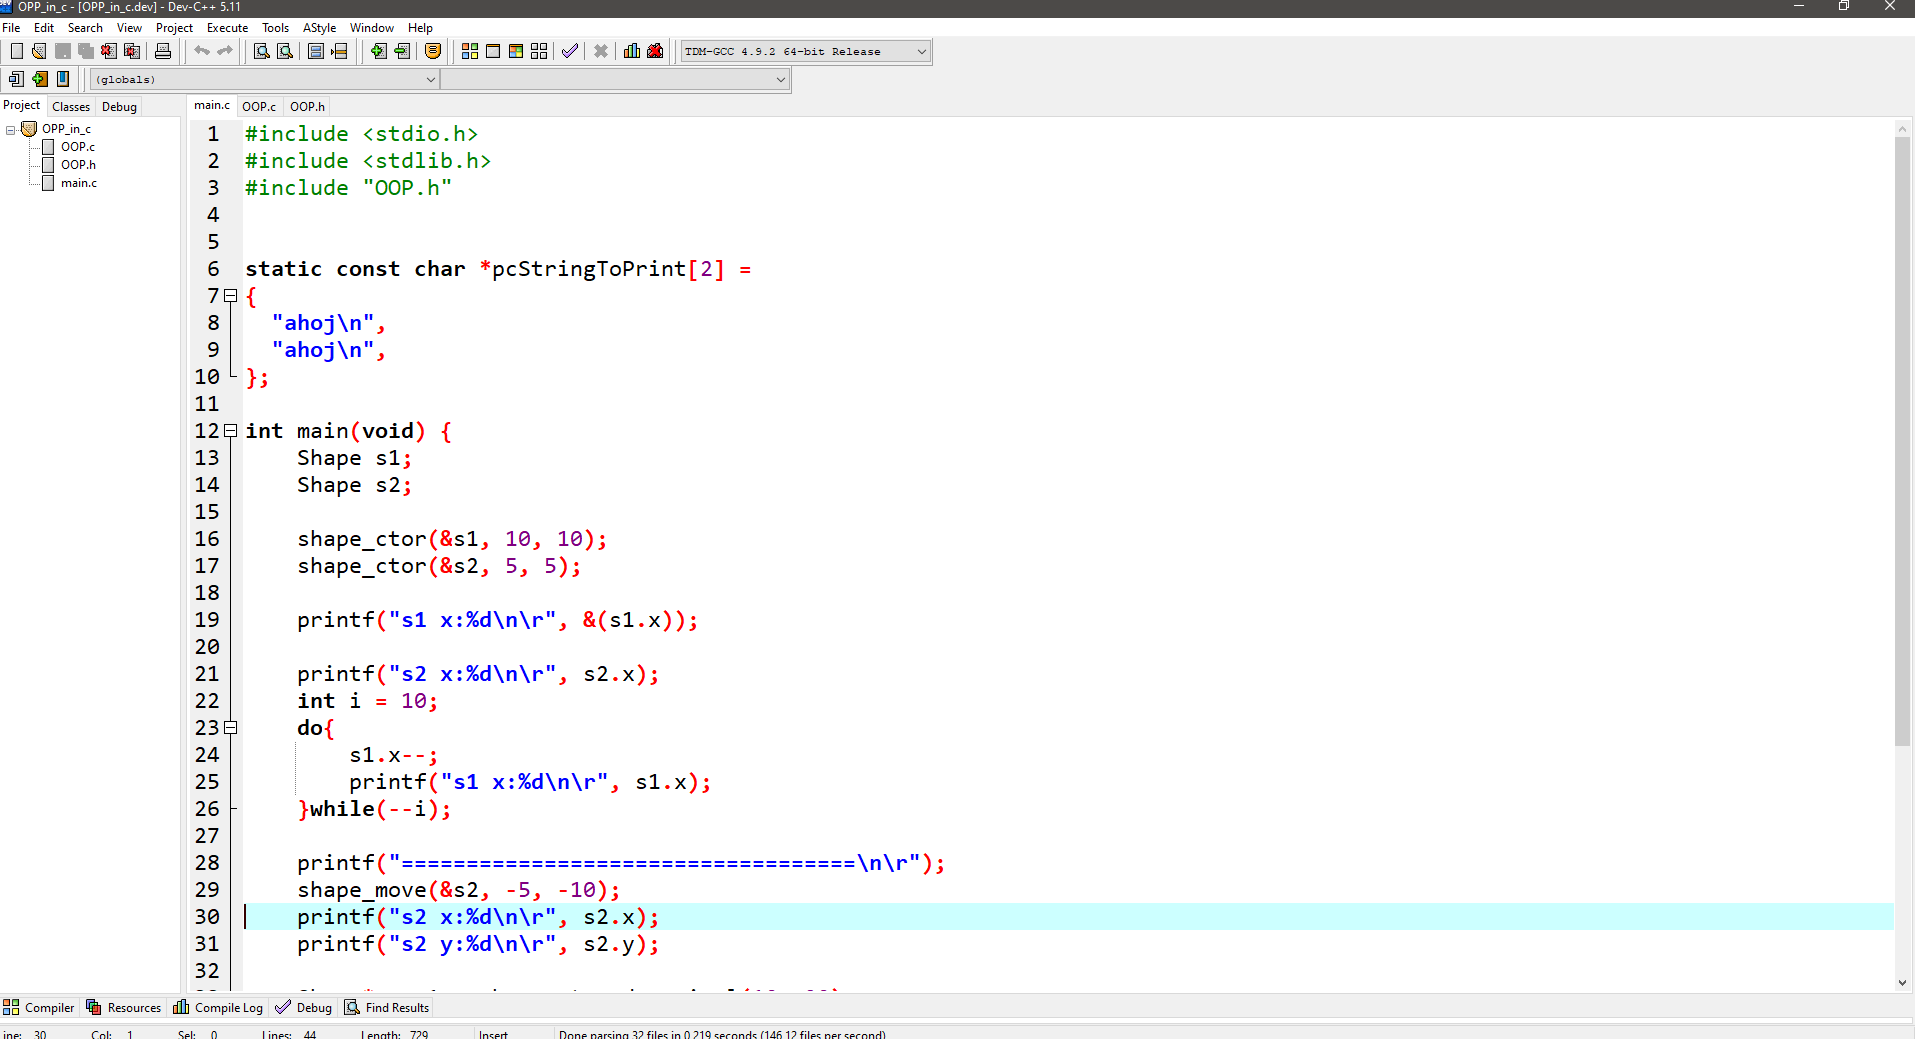 OPP_in_c - [OPP_in_c.dev] - Dev-C++ 5.11
File Edit Search View Project Execute Tools AStyle Window Help
TDM-GCC 4.9.2 64-bit Release
(globals)
Project Classes Debug
main.c OOP.c OOP.h
OPP_in_c
OOP.c
OOP.h
main.c
1 #include <stdio.h>
2 #include <stdlib.h>
3 #include "OOP.h"
4
5
6 static const char *pcStringToPrint[2] =
7 {
8 "ahoj\n",
9 "ahoj\n",
10 };
11
12 int main(void) {
13 Shape s1;
14 Shape s2;
15
16 shape_ctor(&s1, 10, 10);
17 shape_ctor(&s2, 5, 5);
18
19 printf("s1 x:%d\n\r", &(s1.x));
20
21 printf("s2 x:%d\n\r", s2.x);
22 int i = 10;
23 do{
24 s1.x--;
25 printf("s1 x:%d\n\r", s1.x);
26 }while(--i);
27
28 printf("===================================\n\r");
29 shape_move(&s2, -5, -10);
30 printf("s2 x:%d\n\r", s2.x);
31 printf("s2 y:%d\n\r", s2.y);
32
Compiler Resources Compile Log Debug Find Results
ine: 30 Col: 1 Sel: 0 Lines: 44 Length: 729 Insert Done parsing 32 files in 0.219 seconds (146.12 files per second)